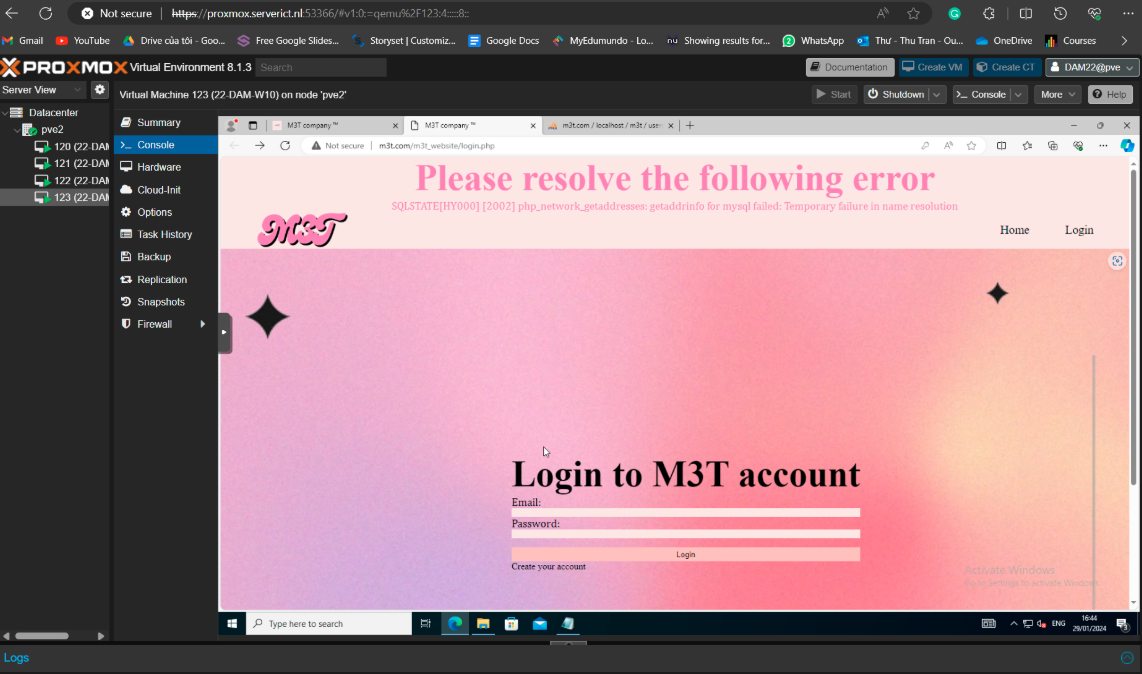 Not secure https://proxmox.serverict.nl:53366/#v1:0:=qemu%2F123:4:::::8::
Gmail YouTube Drive của tôi - Goo... Free Google Slides... Storyset | Customiz... Google Docs MyEdumundo - Lo... nu Showing results for... WhatsApp Thư - Thu Tran - Ou... OneDrive Courses
PROXMOX Virtual Environment 8.1.3 Search Documentation Create VM Create CT DAM22@pve
Server View Virtual Machine 123 (22-DAM-W10) on node 'pve2' Start Shutdown Console More Help
Datacenter
pve2
120 (22-DAM
121 (22-DAM
122 (22-DAM
123 (22-DAM
Summary
Console
Hardware
Cloud-Init
Options
Task History
Backup
Replication
Snapshots
Firewall
M3T company ™ M3T company ™ m3t.com / localhost / m3t / user
Not secure m3t.com/m3t_website/login.php
Please resolve the following error
SQLSTATE[HY000] [2002] php_network_getaddresses: getaddrinfo for mysql failed: Temporary failure in name resolution
M3T
Home Login
Login to M3T account
Email:
Password:
Login
Create your account
Activate Windows
Go to Settings to activate Windows.
Type here to search ENG 16:44
29/01/2024 3
Logs